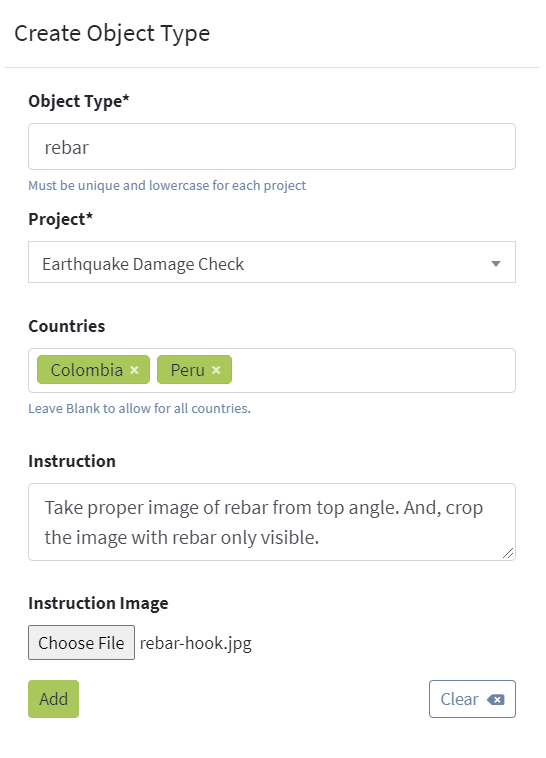 Create Object Type
Object Type*
rebar
Must be unique and lowercase for each project
Project*
Earthquake Damage Check
Countries
Colombia × Peru ×
Leave Blank to allow for all countries.
Instruction
Take proper image of rebar from top angle. And, crop
the image with rebar only visible.
Instruction Image
Choose File rebar-hook.jpg
Add Clear